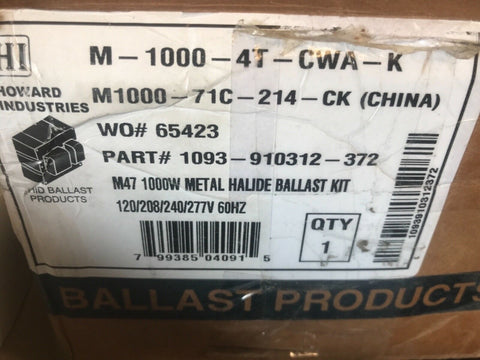 HI
HOWARD
INDUSTRIES
M-1000-4T-CWA-K
M1000-71C-214-CK (CHINA)
WO# 65423
PART# 1093-910312-372
HID BALLAST
PRODUCTS
M47 1000W METAL HALIDE BALLAST KIT
120/208/240/277V 60HZ
QTY
1
7 99385 04091 5
1093910312372
BALLAST PRODUCTS